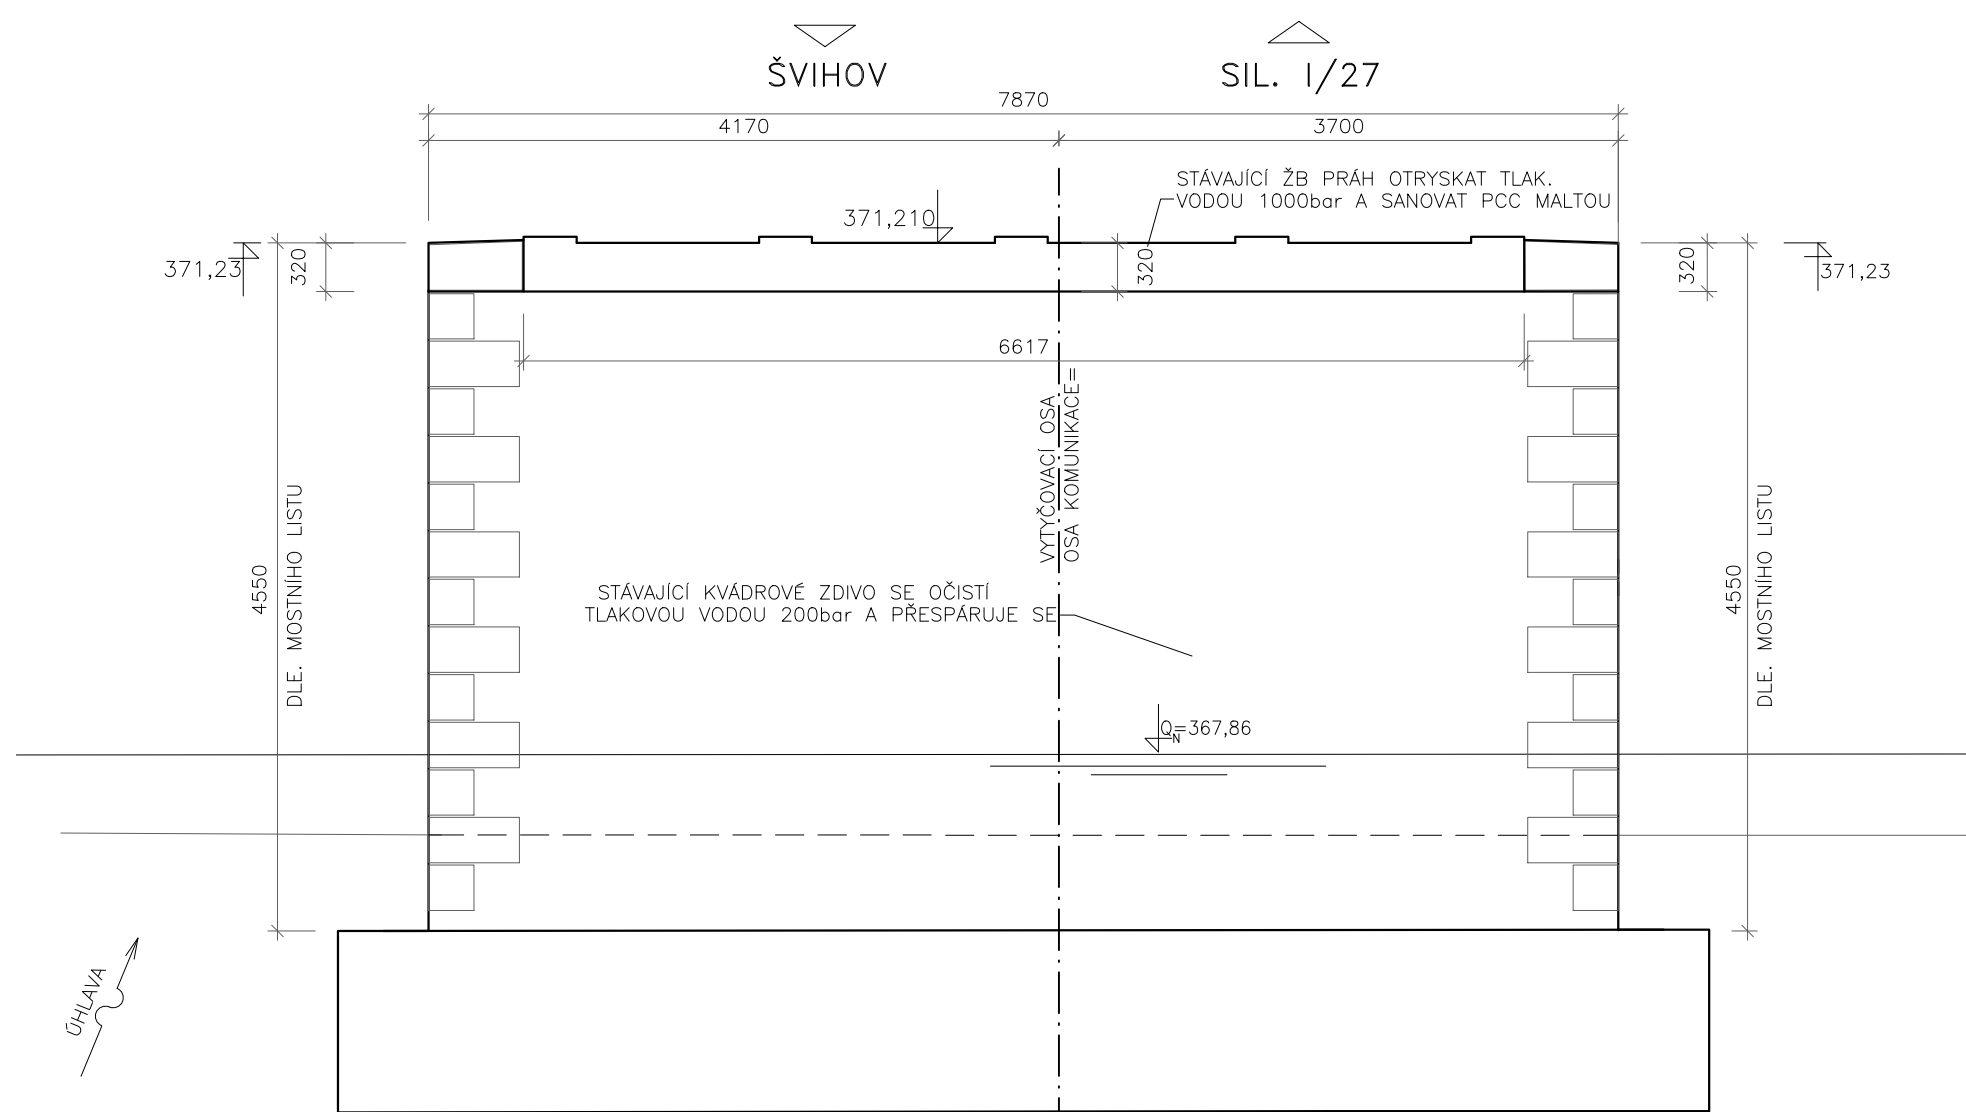 ŠVIHOV
SIL. I/27
7870
4170
3700
STÁVAJÍCÍ ŽB PRÁH OTRYSKAT TLAK.
VODOU 1000bar A SANOVAT PCC MALTOU
371,210
371,23
320
320
320
371,23
6617
VYTYČOVACÍ OSA
OSA KOMUNIKACE=
4550
DLE. MOSTNÍHO LISTU
STÁVAJÍCÍ KVÁDROVÉ ZDIVO SE OČISTÍ
TLAKOVOU VODOU 200bar A PŘESPÁRUJE SE
4550
DLE. MOSTNÍHO LISTU
QN=367,86
ÚHLAVA